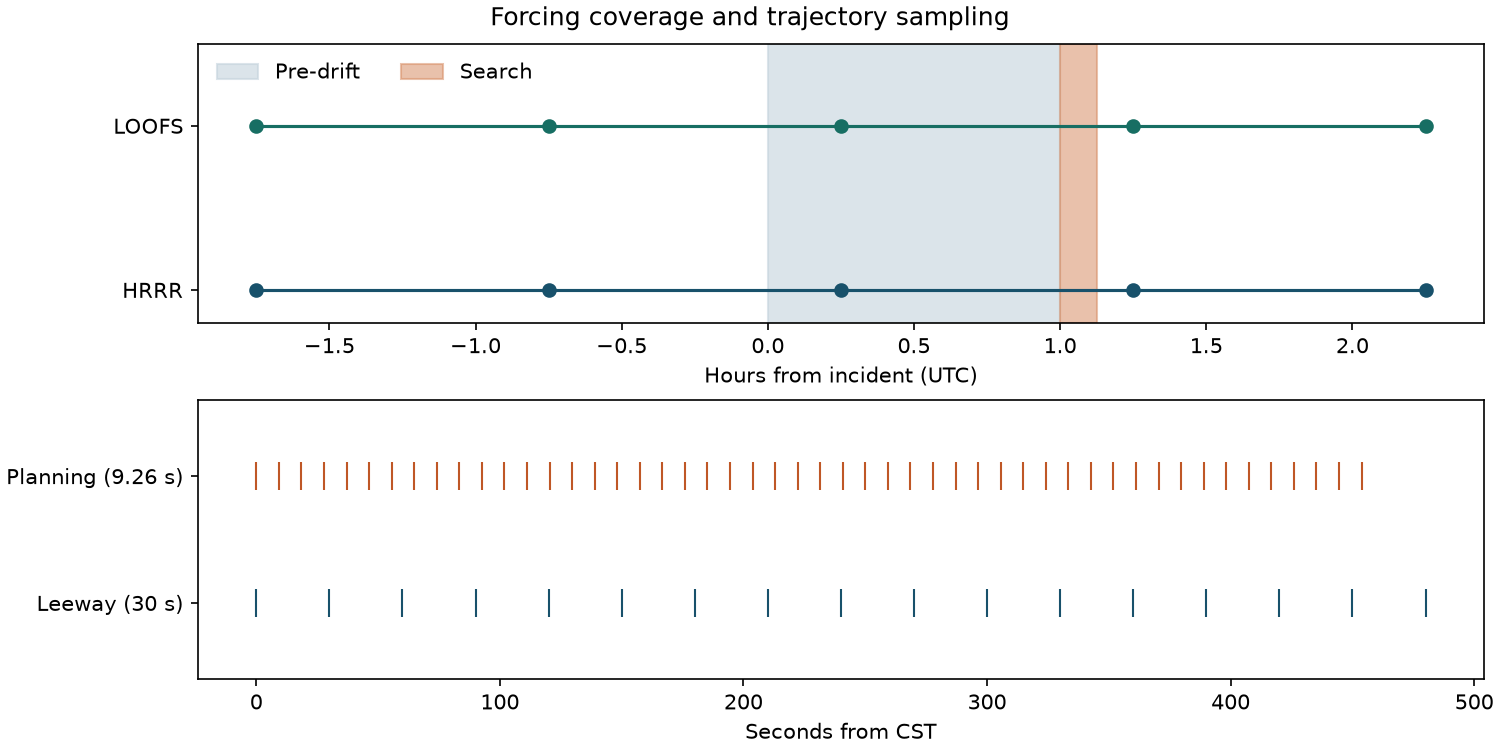 Forcing coverage and trajectory sampling
Pre-drift
Search
LOOFS
HRRR
−1.5
−1.0
−0.5
0.0
0.5
1.0
1.5
2.0
Hours from incident (UTC)
Planning (9.26 s)
Leeway (30 s)
0
100
200
300
400
500
Seconds from CST